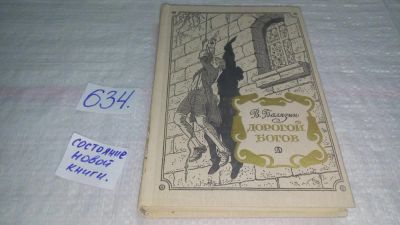 634.
состояние
новой
книги.
В. Балязин
ДОРОГОЙ
БОГОВ